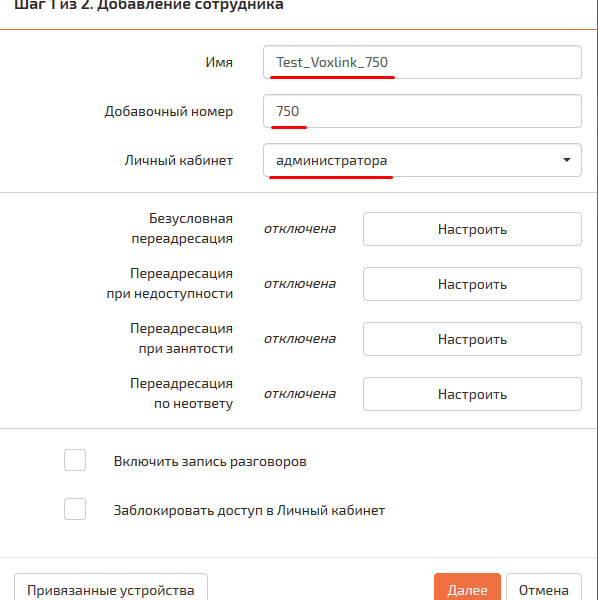 Шаг 1 из 2. Добавление сотрудника
Имя
Test_Voxlink_750
Добавочный номер
750
Личный кабинет
администратора
Безусловная
переадресация
отключена
Настроить
Переадресация
при недоступности
отключена
Настроить
Переадресация
при занятости
отключена
Настроить
Переадресация
по неответу
отключена
Настроить
Включить запись разговоров
Заблокировать доступ в Личный кабинет
Привязанные устройства
Далее
Отмена